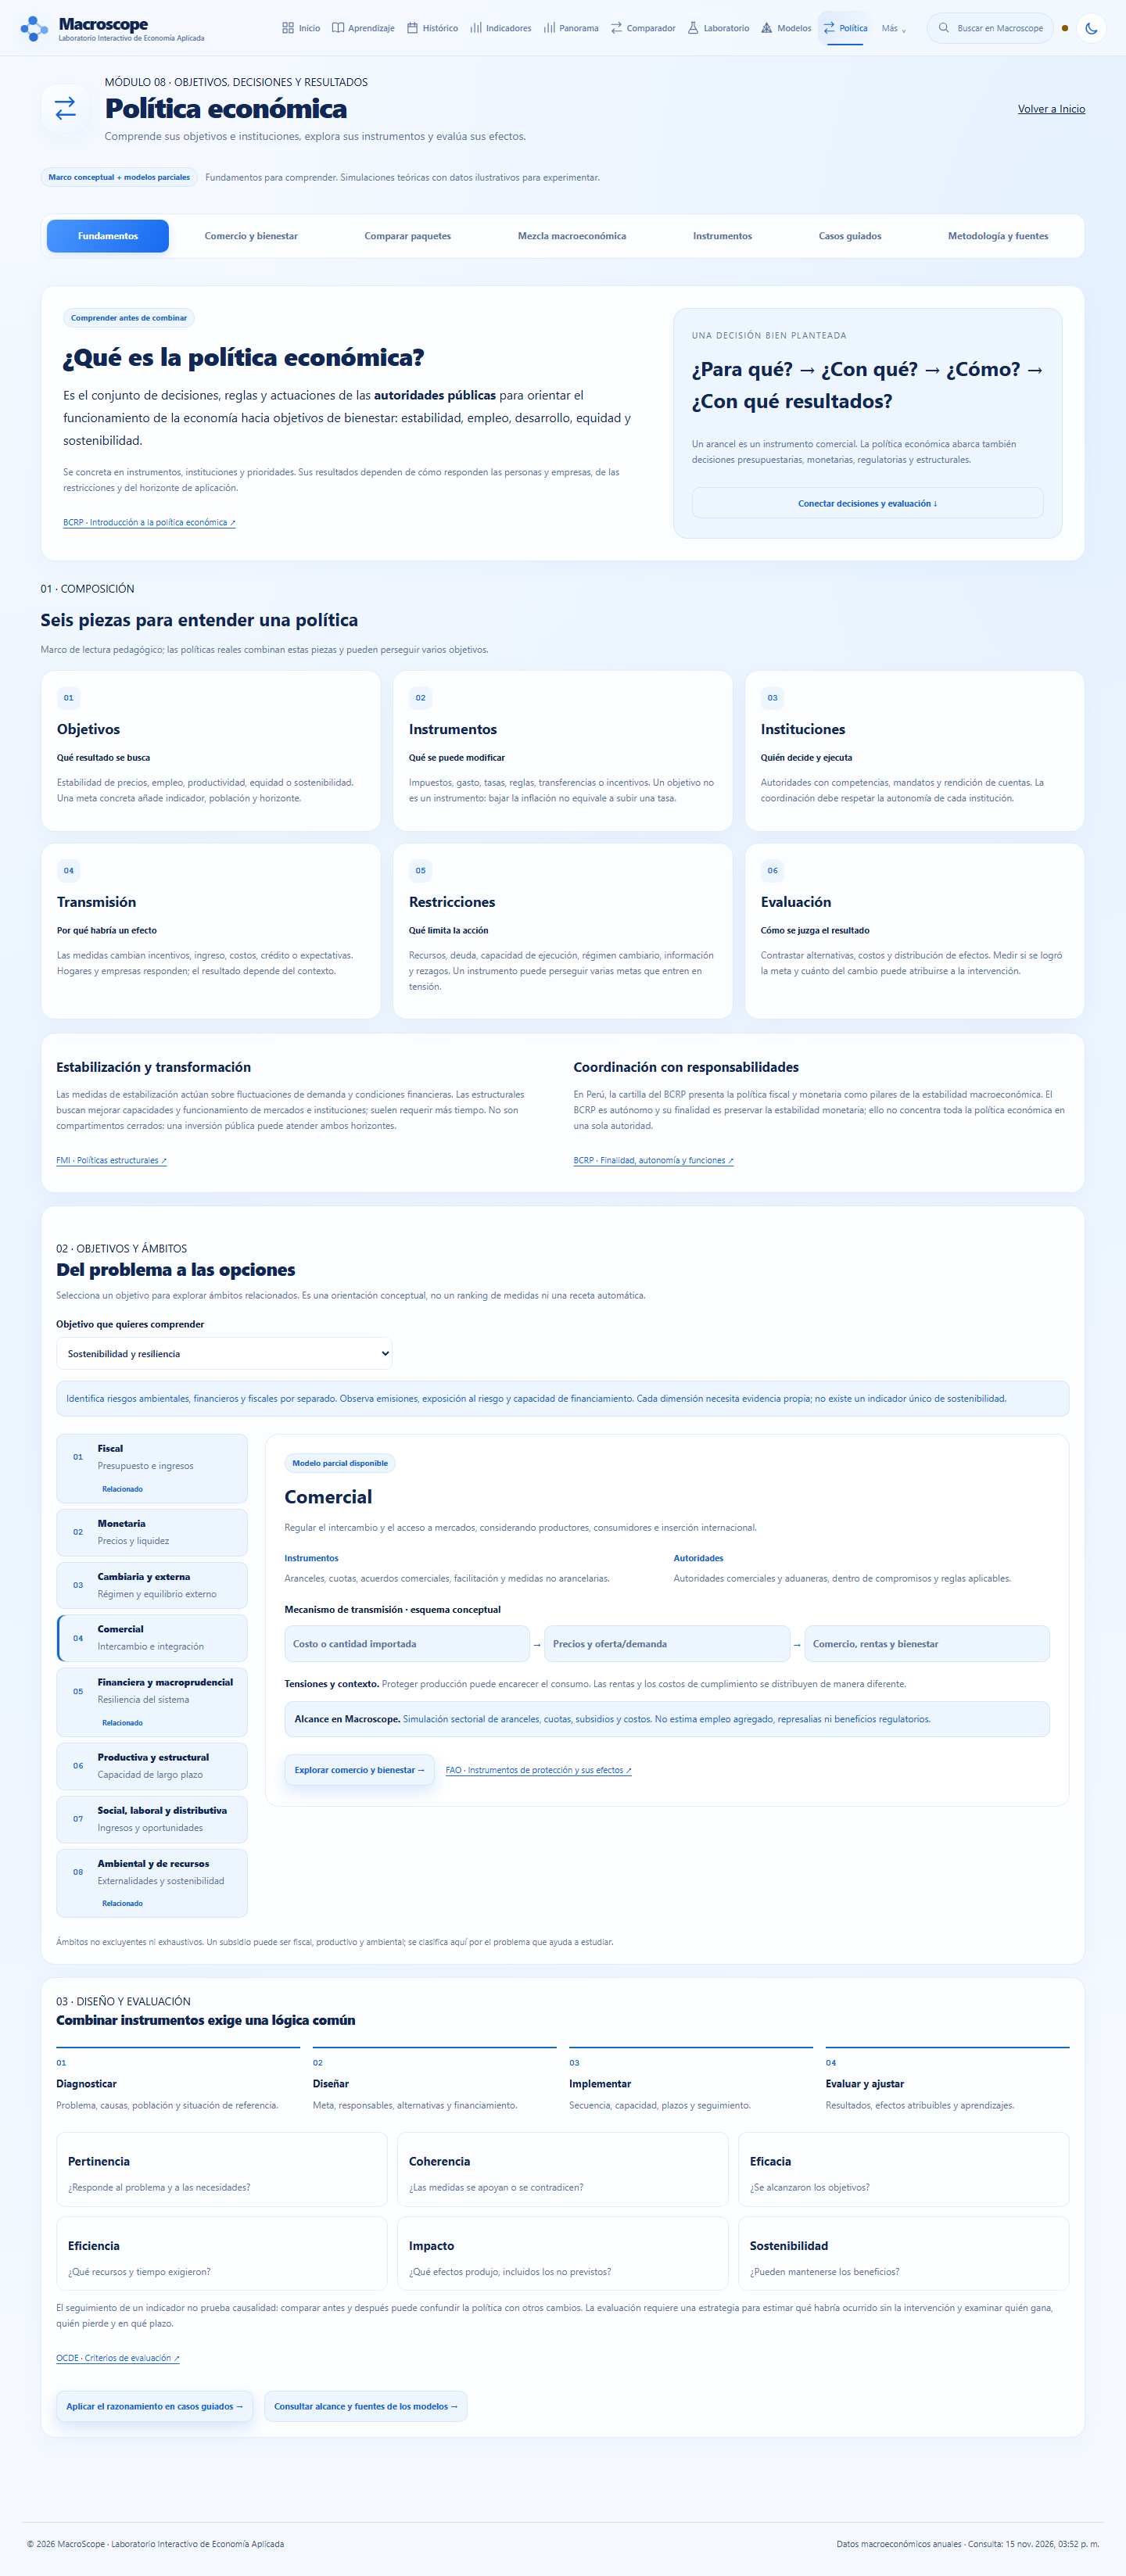 Macroscope
Laboratorio Interactivo de Economía Aplicada
Inicio
Aprendizaje
Histórico
Indicadores
Panorama
Comparador
Laboratorio
Modelos
Política
Más
Buscar en Macroscope
MÓDULO 08 · OBJETIVOS, DECISIONES Y RESULTADOS
Política económica
Comprende sus objetivos e instituciones, explora sus instrumentos y evalúa sus efectos.
Volver a Inicio
Marco conceptual + modelos parciales
Fundamentos para comprender. Simulaciones teóricas con datos ilustrativos para experimentar.
Fundamentos
Comercio y bienestar
Comparar paquetes
Mezcla macroeconómica
Instrumentos
Casos guiados
Metodología y fuentes
Comprender antes de combinar
¿Qué es la política económica?
Es el conjunto de decisiones, reglas y actuaciones de las autoridades públicas para orientar el
funcionamiento de la economía hacia objetivos de bienestar: estabilidad, empleo, desarrollo, equidad y
sostenibilidad.
Se concreta en instrumentos, instituciones y prioridades. Sus resultados dependen de cómo responden las personas y empresas, de las
restricciones y del horizonte de aplicación.
BCRP · Introducción a la política económica ↗
UNA DECISIÓN BIEN PLANTEADA
¿Para qué? → ¿Con qué? → ¿Cómo? →
¿Con qué resultados?
Un arancel es un instrumento comercial. La política económica abarca también
decisiones presupuestarias, monetarias, regulatorias y estructurales.
Conectar decisiones y evaluación ↓
01 · COMPOSICIÓN
Seis piezas para entender una política
Marco de lectura pedagógico; las políticas reales combinan estas piezas y pueden perseguir varios objetivos.
01
Objetivos
Qué resultado se busca
Estabilidad de precios, empleo, productividad, equidad o sostenibilidad.
Una meta concreta añade indicador, población y horizonte.
02
Instrumentos
Qué se puede modificar
Impuestos, gasto, tasas, reglas, transferencias o incentivos. Un objetivo no
es un instrumento: bajar la inflación no equivale a subir una tasa.
03
Instituciones
Quién decide y ejecuta
Autoridades con competencias, mandatos y rendición de cuentas. La
coordinación debe respetar la autonomía de cada institución.
04
Transmisión
Por qué habría un efecto
Las medidas cambian incentivos, ingreso, costos, crédito o expectativas.
Hogares y empresas responden; el resultado depende del contexto.
05
Restricciones
Qué limita la acción
Recursos, deuda, capacidad de ejecución, régimen cambiario, información
y rezagos. Un instrumento puede perseguir varias metas que entren en
tensión.
06
Evaluación
Cómo se juzga el resultado
Contrastar alternativas, costos y distribución de efectos. Medir si se logró
la meta y cuánto del cambio puede atribuirse a la intervención.
Estabilización y transformación
Las medidas de estabilización actúan sobre fluctuaciones de demanda y condiciones financieras. Las estructurales
buscan mejorar capacidades y funcionamiento de mercados e instituciones; suelen requerir más tiempo. No son
compartimentos cerrados: una inversión pública puede atender ambos horizontes.
FMI · Políticas estructurales ↗
Coordinación con responsabilidades
En Perú, la cartilla del BCRP presenta la política fiscal y monetaria como pilares de la estabilidad macroeconómica. El
BCRP es autónomo y su finalidad es preservar la estabilidad monetaria; ello no concentra toda la política económica en
una sola autoridad.
BCRP · Finalidad, autonomía y funciones ↗
02 · OBJETIVOS Y ÁMBITOS
Del problema a las opciones
Selecciona un objetivo para explorar ámbitos relacionados. Es una orientación conceptual, no un ranking de medidas ni una receta automática.
Objetivo que quieres comprender
Sostenibilidad y resiliencia
Identifica riesgos ambientales, financieros y fiscales por separado. Observa emisiones, exposición al riesgo y capacidad de financiamiento. Cada dimensión necesita evidencia propia; no existe un indicador único de sostenibilidad.
01
Fiscal
Presupuesto e ingresos
Relacionado
02
Monetaria
Precios y liquidez
03
Cambiaria y externa
Régimen y equilibrio externo
04
Comercial
Intercambio e integración
05
Financiera y macroprudencial
Resiliencia del sistema
Relacionado
06
Productiva y estructural
Capacidad de largo plazo
07
Social, laboral y distributiva
Ingresos y oportunidades
08
Ambiental y de recursos
Externalidades y sostenibilidad
Relacionado
Modelo parcial disponible
Comercial
Regular el intercambio y el acceso a mercados, considerando productores, consumidores e inserción internacional.
Instrumentos
Aranceles, cuotas, acuerdos comerciales, facilitación y medidas no arancelarias.
Autoridades
Autoridades comerciales y aduaneras, dentro de compromisos y reglas aplicables.
Mecanismo de transmisión · esquema conceptual
Costo o cantidad importada → Precios y oferta/demanda → Comercio, rentas y bienestar
Tensiones y contexto. Proteger producción puede encarecer el consumo. Las rentas y los costos de cumplimiento se distribuyen de manera diferente.
Alcance en Macroscope. Simulación sectorial de aranceles, cuotas, subsidios y costos. No estima empleo agregado, represalias ni beneficios regulatorios.
Explorar comercio y bienestar →
FAO · Instrumentos de protección y sus efectos ↗
Ámbitos no excluyentes ni exhaustivos. Un subsidio puede ser fiscal, productivo y ambiental; se clasifica aquí por el problema que ayuda a estudiar.
03 · DISEÑO Y EVALUACIÓN
Combinar instrumentos exige una lógica común
01
Diagnosticar
Problema, causas, población y situación de referencia.
02
Diseñar
Meta, responsables, alternativas y financiamiento.
03
Implementar
Secuencia, capacidad, plazos y seguimiento.
04
Evaluar y ajustar
Resultados, efectos atribuibles y aprendizajes.
Pertinencia
¿Responde al problema y a las necesidades?
Coherencia
¿Las medidas se apoyan o se contradicen?
Eficacia
¿Se alcanzaron los objetivos?
Eficiencia
¿Qué recursos y tiempo exigieron?
Impacto
¿Qué efectos produjo, incluidos los no previstos?
Sostenibilidad
¿Pueden mantenerse los beneficios?
El seguimiento de un indicador no prueba causalidad: comparar antes y después puede confundir la política con otros cambios. La evaluación requiere una estrategia para estimar qué habría ocurrido sin la intervención y examinar quién gana,
quién pierde y en qué plazo.
OCDE · Criterios de evaluación ↗
Aplicar el razonamiento en casos guiados →
Consultar alcance y fuentes de los modelos →
© 2026 MacroScope · Laboratorio Interactivo de Economía Aplicada
Datos macroeconómicos anuales · Consulta: 15 nov. 2026, 03:52 p. m.